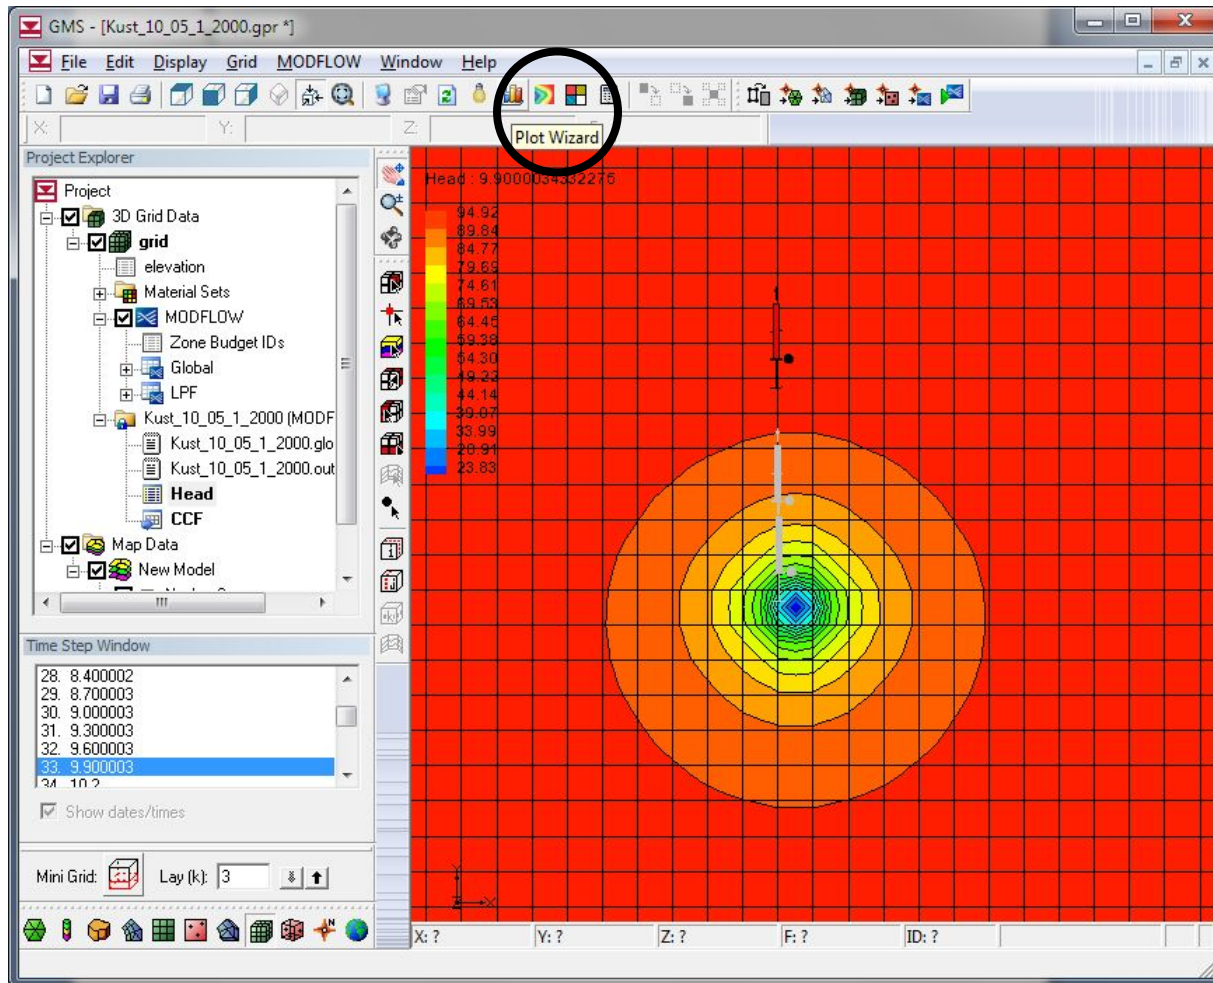 GMS - [Kust_10_05_1_2000.gpr *]
File Edit Display Grid MODFLOW Window Help
X: Y: Z:
Plot Wizard
Project Explorer
Project
3D Grid Data
grid
elevation
Material Sets
MODFLOW
Zone Budget IDs
Global
LPF
Kust_10_05_1_2000 (MODF
Kust_10_05_1_2000.glo
Kust_10_05_1_2000.out
Head
CCF
Map Data
New Model
Time Step Window
28. 8.400002
29. 8.700003
30. 9.000003
31. 9.300003
32. 9.600003
33. 9.900003
34. 10.2
Show dates/times
Mini Grid: Lay (k): 3
Head : 9.9000034332275
94.92
89.84
84.77
79.69
74.61
69.53
64.45
59.38
54.30
49.22
44.14
39.07
33.99
28.91
23.83
Y
Z X
X: ? Y: ? Z: ? F: ? ID: ?